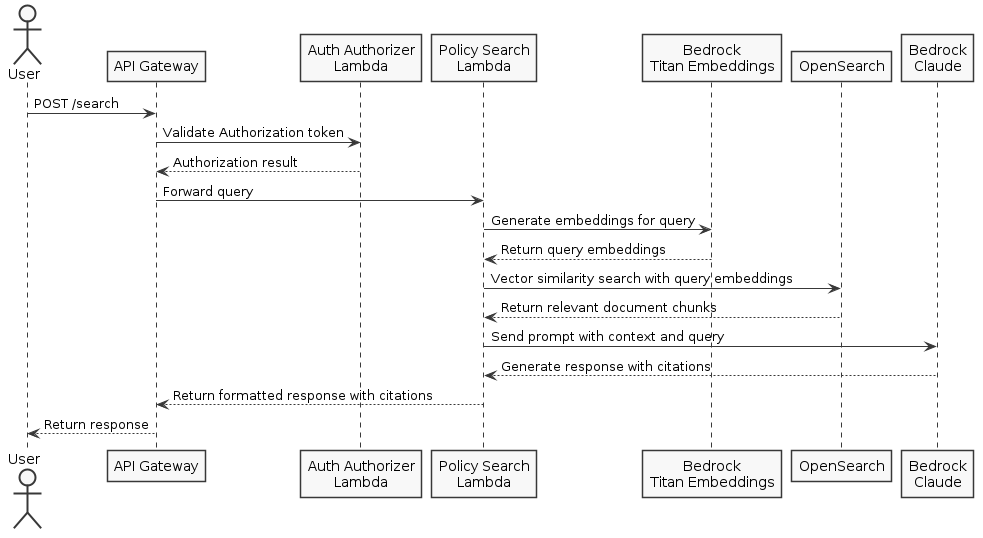 User
API Gateway
Auth Authorizer
Lambda
Policy Search
Lambda
Bedrock
Titan Embeddings
OpenSearch
Bedrock
Claude
POST /search
Validate Authorization token
Authorization result
Forward query
Generate embeddings for query
Return query embeddings
Vector similarity search with query embeddings
Return relevant document chunks
Send prompt with context and query
Generate response with citations
Return formatted response with citations
Return response
User
API Gateway
Auth Authorizer
Lambda
Policy Search
Lambda
Bedrock
Titan Embeddings
OpenSearch
Bedrock
Claude